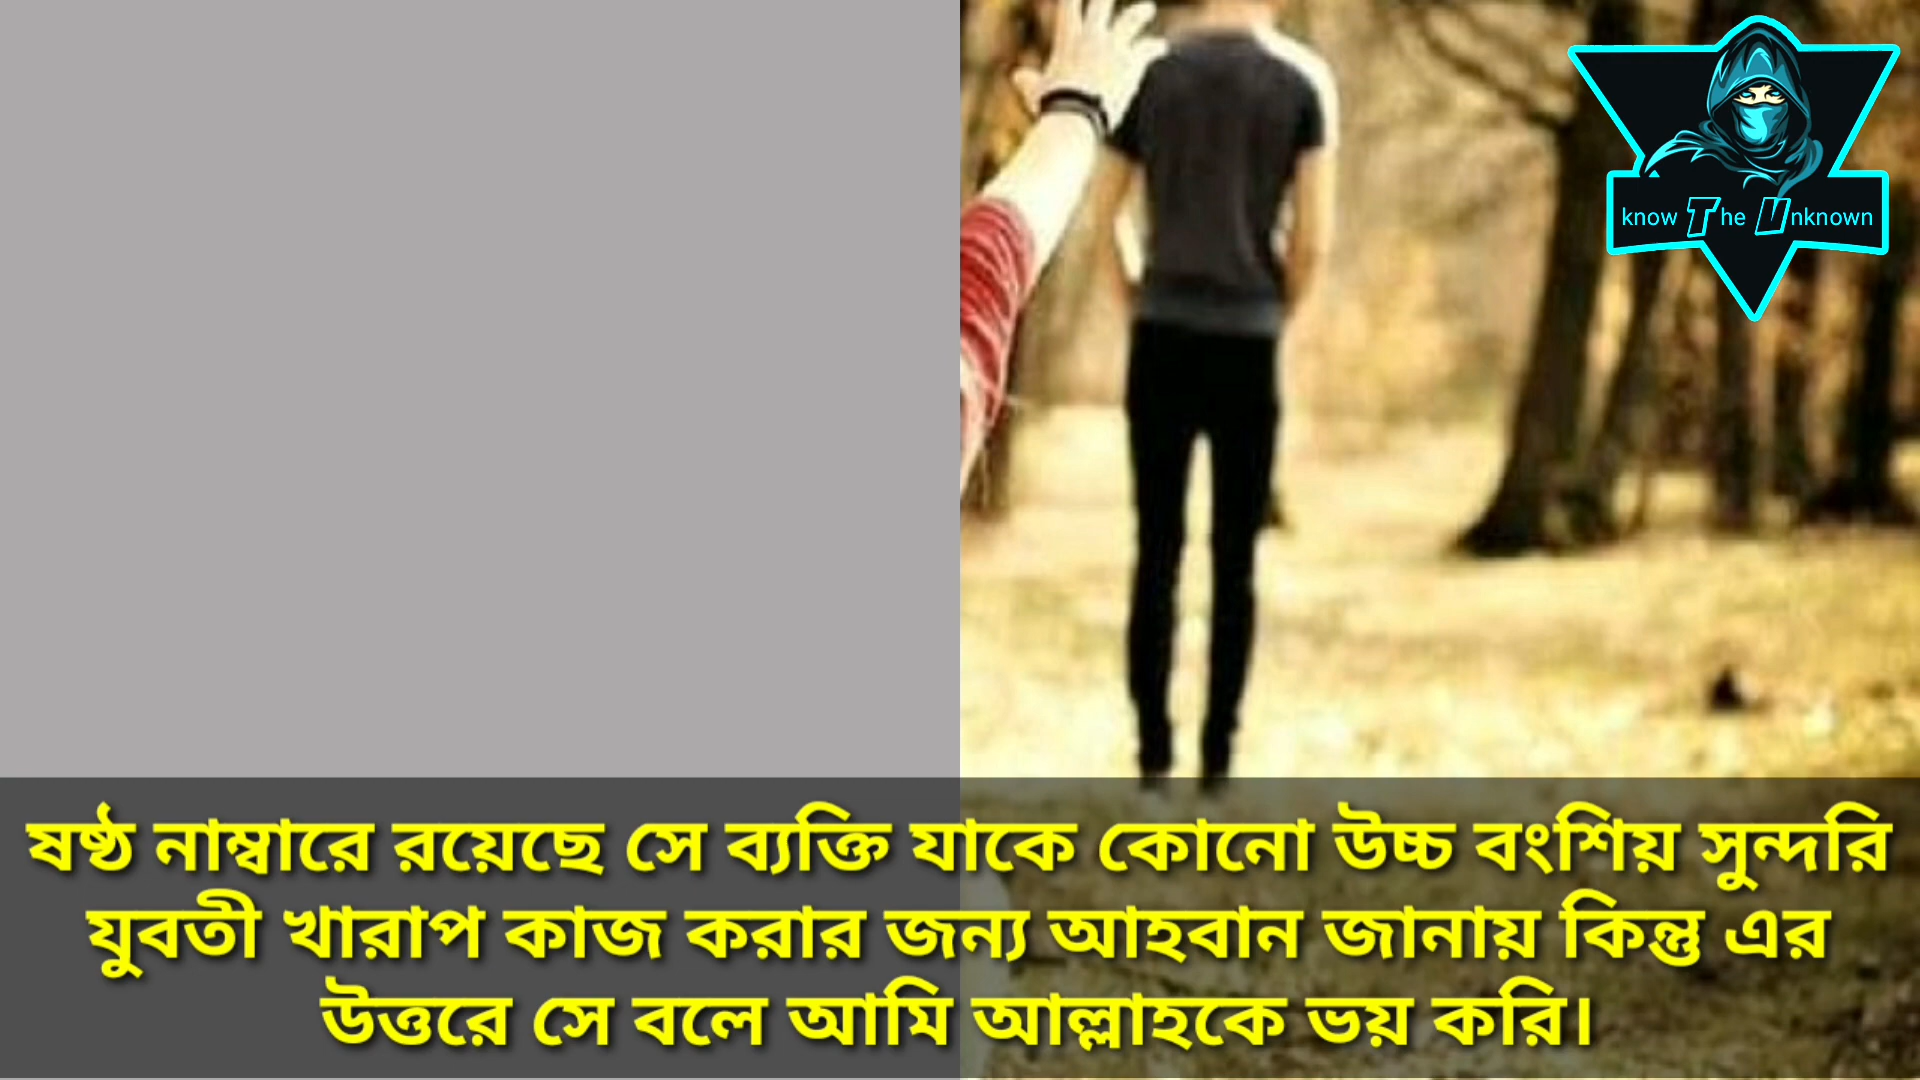 know The Unknown
ষষ্ঠ নাম্বারে রয়েছে সে ব্যক্তি যাকে কোনো উচ্চ বংশিয় সুন্দরি
যুবতী খারাপ কাজ করার জন্য আহবান জানায় কিন্তু এর
উত্তরে সে বলে আমি আল্লাহকে ভয় করি।